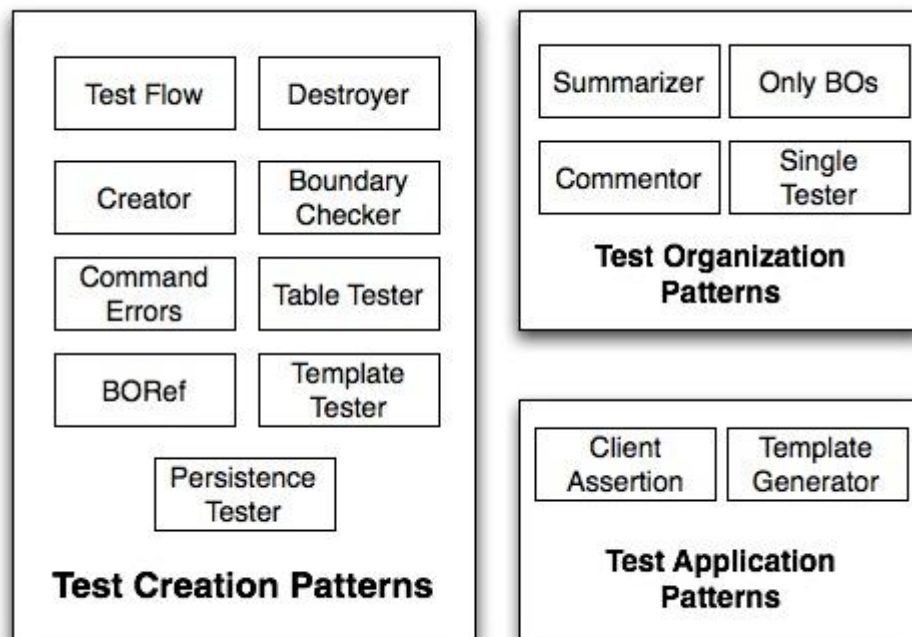 Test Flow
Destroyer
Creator
Boundary
Checker
Command
Errors
Table Tester
BORef
Template
Tester
Persistence
Tester
Test Creation Patterns
Summarizer
Only BOs
Commentor
Single
Tester
Test Organization
Patterns
Client
Assertion
Template
Generator
Test Application
Patterns